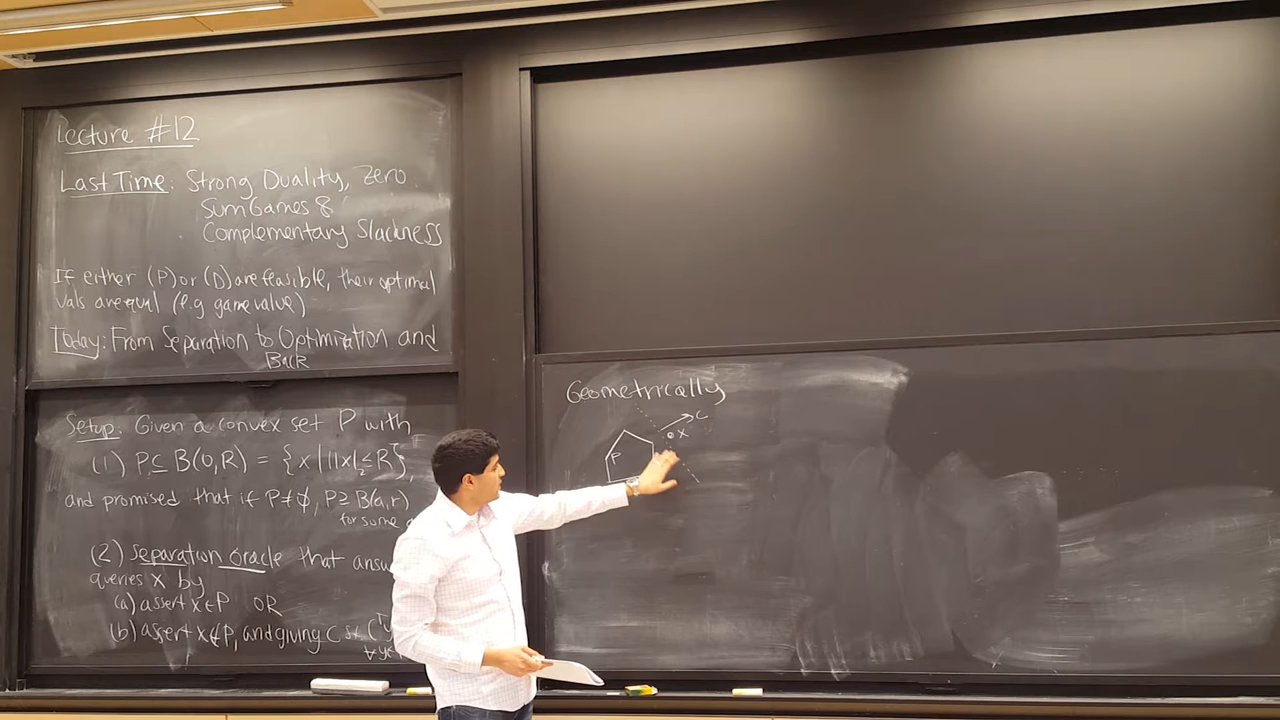 Lecture #12
Last Time: Strong Duality, Zero
Sum Games &
Complementary Slackness
If either (P) or (D) are feasible, their optimal
vals are equal (e.g game value)
Today: From Separation to Optimization and
Back
Setup: Given a convex set P with
(1) P ⊆ B(0,R) = {x | ||x||₂ ≤ R},
and promised that if P ≠ ∅, P ⊇ B(a,r)
for some
(2) Separation Oracle that answ
queries x by
(a) assert x ∈ P OR
(b) assert x ∉ P, and giving C s.t. Cᵀy
∀y∈
Geometrically
C
x
P